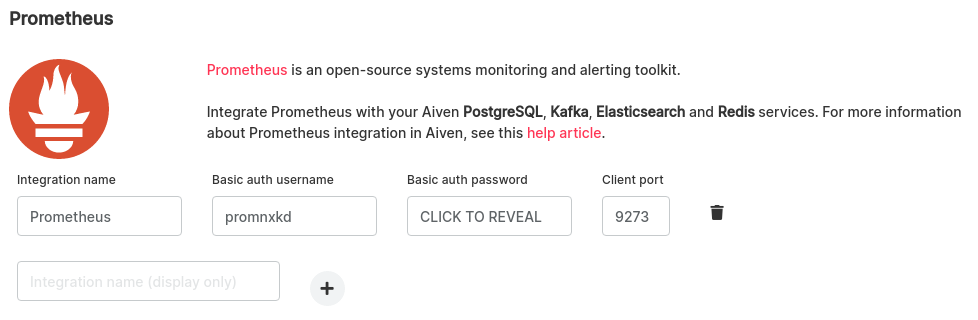 Prometheus
Prometheus is an open-source systems monitoring and alerting toolkit.
Integrate Prometheus with your Aiven PostgreSQL, Kafka, Elasticsearch and Redis services. For more information
about Prometheus integration in Aiven, see this help article.
Integration name Basic auth username Basic auth password Client port
Prometheus promnxkd CLICK TO REVEAL 9273
Integration name (display only)